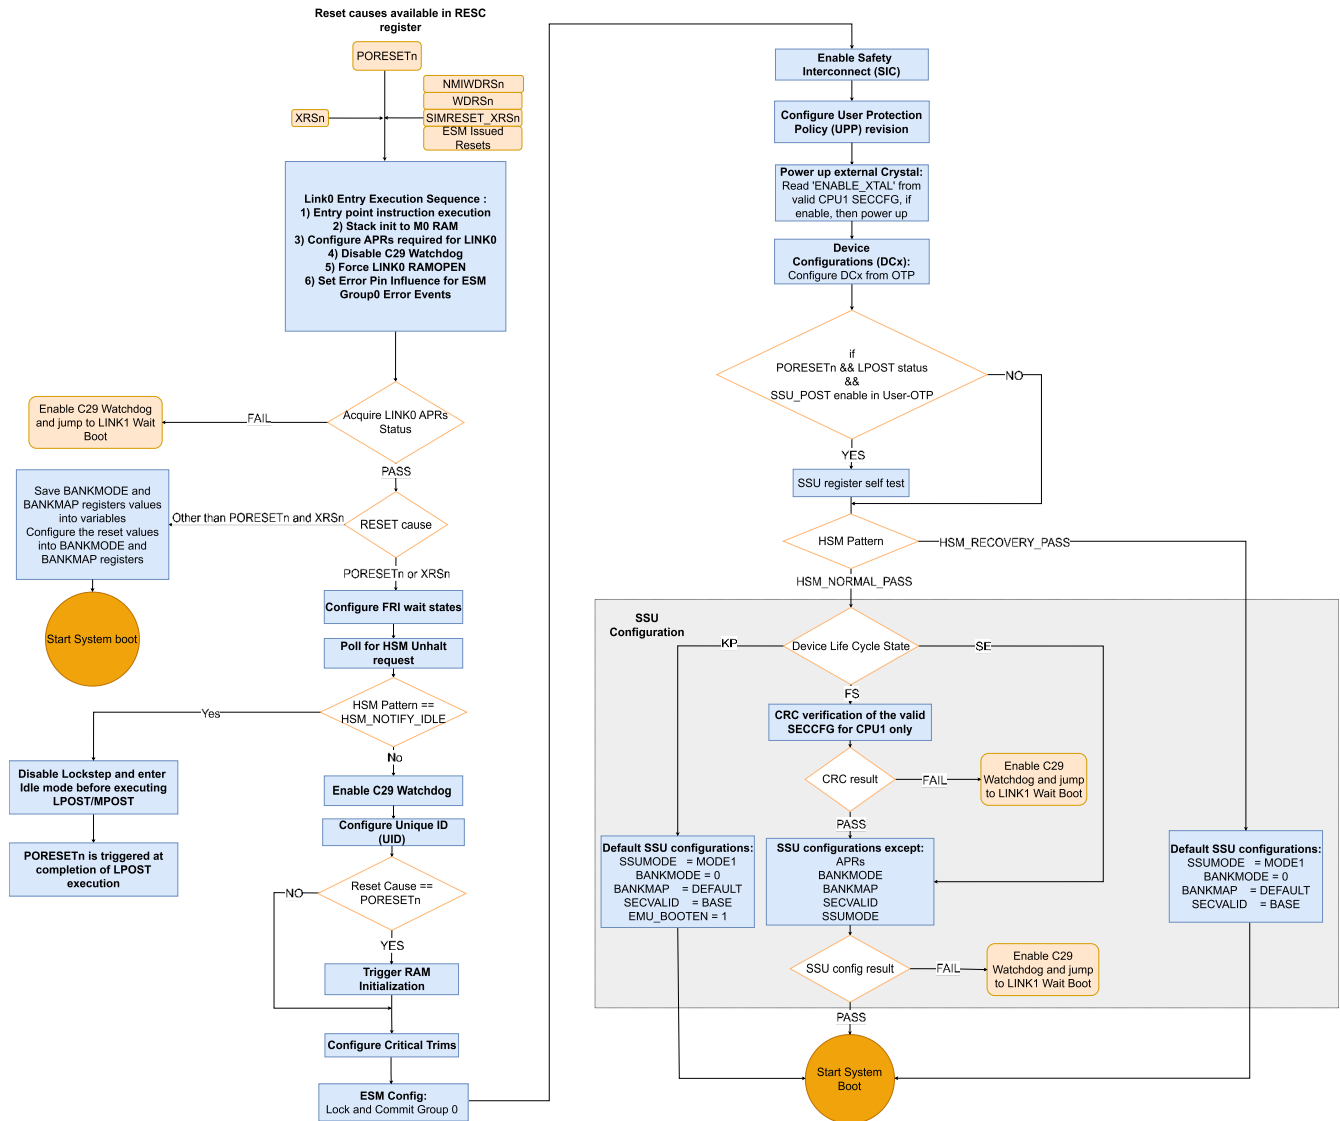 Reset causes available in RESC
register
PORESETn
NMIWDRSn
WDRSn
XRSn
SIMRESET_XRSn
ESM Issued
Resets
Link0 Entry Execution Sequence :
1) Entry point instruction execution
2) Stack init to M0 RAM
3) Configure APRs required for LINK0
4) Disable C29 Watchdog
5) Force LINK0 RAMOPEN
6) Set Error Pin Influence for ESM
Group0 Error Events
Acquire LINK0 APRs
Status
FAIL
Enable C29 Watchdog
and jump to LINK1 Wait
Boot
PASS
RESET cause
Other than PORESETn and XRSn
Save BANKMODE and
BANKMAP registers values
into variables
Configure the reset values
into BANKMODE and
BANKMAP registers
Start System boot
PORESETn or XRSn
Configure FRI wait states
Poll for HSM Unhalt
request
HSM Pattern ==
HSM_NOTIFY_IDLE
Yes
Disable Lockstep and enter
Idle mode before executing
LPOST/MPOST
PORESETn is triggered at
completion of LPOST
execution
No
Enable C29 Watchdog
Configure Unique ID
(UID)
Reset Cause ==
PORESETn
NO
YES
Trigger RAM
Initialization
Configure Critical Trims
ESM Config:
Lock and Commit Group 0
Enable Safety
Interconnect (SIC)
Configure User Protection
Policy (UPP) revision
Power up external Crystal:
Read 'ENABLE_XTAL' from
valid CPU1 SECCFG, if
enable, then power up
Device
Configurations (DCx):
Configure DCx from OTP
if
PORESETn && LPOST status
&&
SSU_POST enable in User-OTP
NO
YES
SSU register self test
HSM Pattern
HSM_RECOVERY_PASS
HSM_NORMAL_PASS
SSU
Configuration
Device Life Cycle State
KP
SE
FS
CRC verification of the valid
SECCFG for CPU1 only
CRC result
FAIL
Enable C29
Watchdog and jump
to LINK1 Wait Boot
PASS
Default SSU configurations:
SSUMODE = MODE1
BANKMODE = 0
BANKMAP = DEFAULT
SECVALID = BASE
EMU_BOOTEN = 1
SSU configurations except:
APRs
BANKMODE
BANKMAP
SECVALID
SSUMODE
Default SSU configurations:
SSUMODE = MODE1
BANKMODE = 0
BANKMAP = DEFAULT
SECVALID = BASE
SSU config result
FAIL
Enable C29
Watchdog and jump
to LINK1 Wait Boot
PASS
Start System
Boot